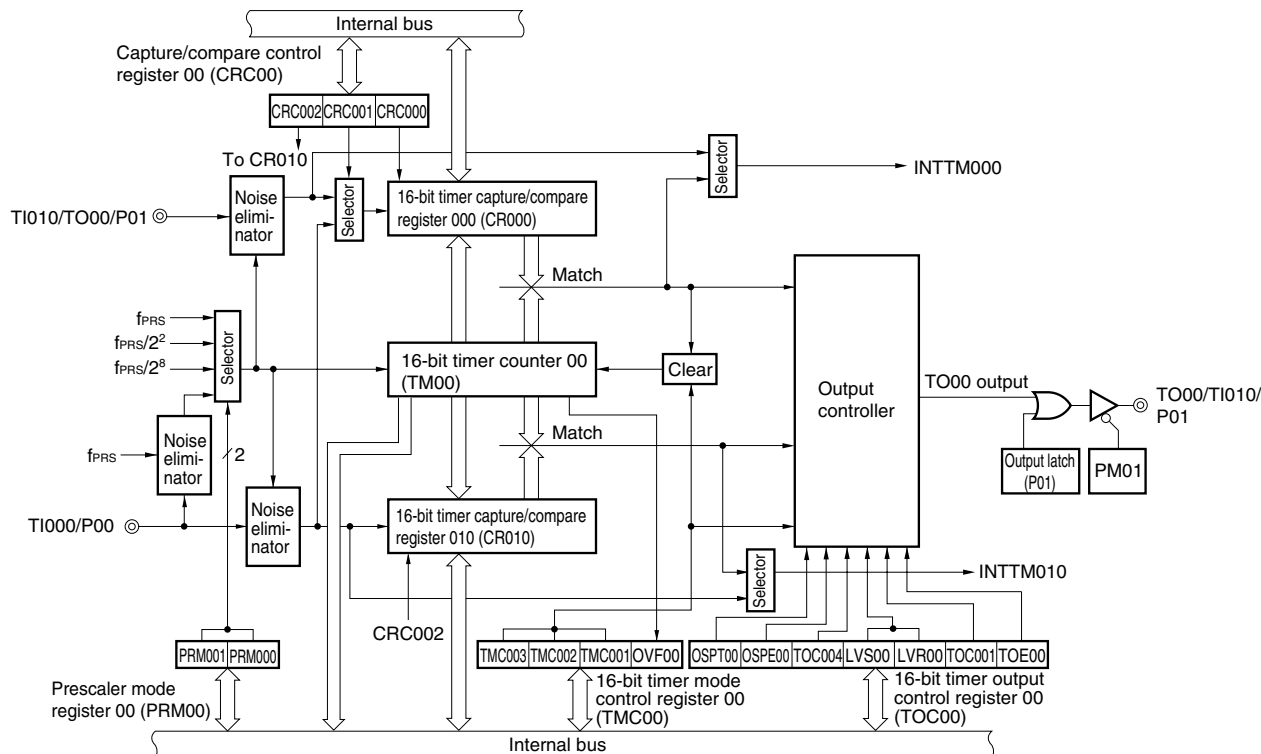 Internal bus
Capture/compare control
register 00 (CRC00)
CRC002 CRC001 CRC000
To CR010
Selector
INTTM000
TI010/TO00/P01
Noise
elimi-
nator
Selector
16-bit timer capture/compare
register 000 (CR000)
Match
fPRS
fPRS/2²
fPRS/2⁸
Selector
16-bit timer counter 00
(TM00)
Clear
Output
controller
TO00 output
TO00/TI010/
P01
fPRS
Noise
elimi-
nator
2
Match
Output latch
(P01)
PM01
TI000/P00
Noise
elimi-
nator
16-bit timer capture/compare
register 010 (CR010)
Selector
INTTM010
CRC002
PRM001 PRM000
TMC003 TMC002 TMC001 OVF00
OSPT00 OSPE00 TOC004 LVS00 LVR00 TOC001 TOE00
Prescaler mode
register 00 (PRM00)
16-bit timer mode
control register 00
(TMC00)
16-bit timer output
control register 00
(TOC00)
Internal bus